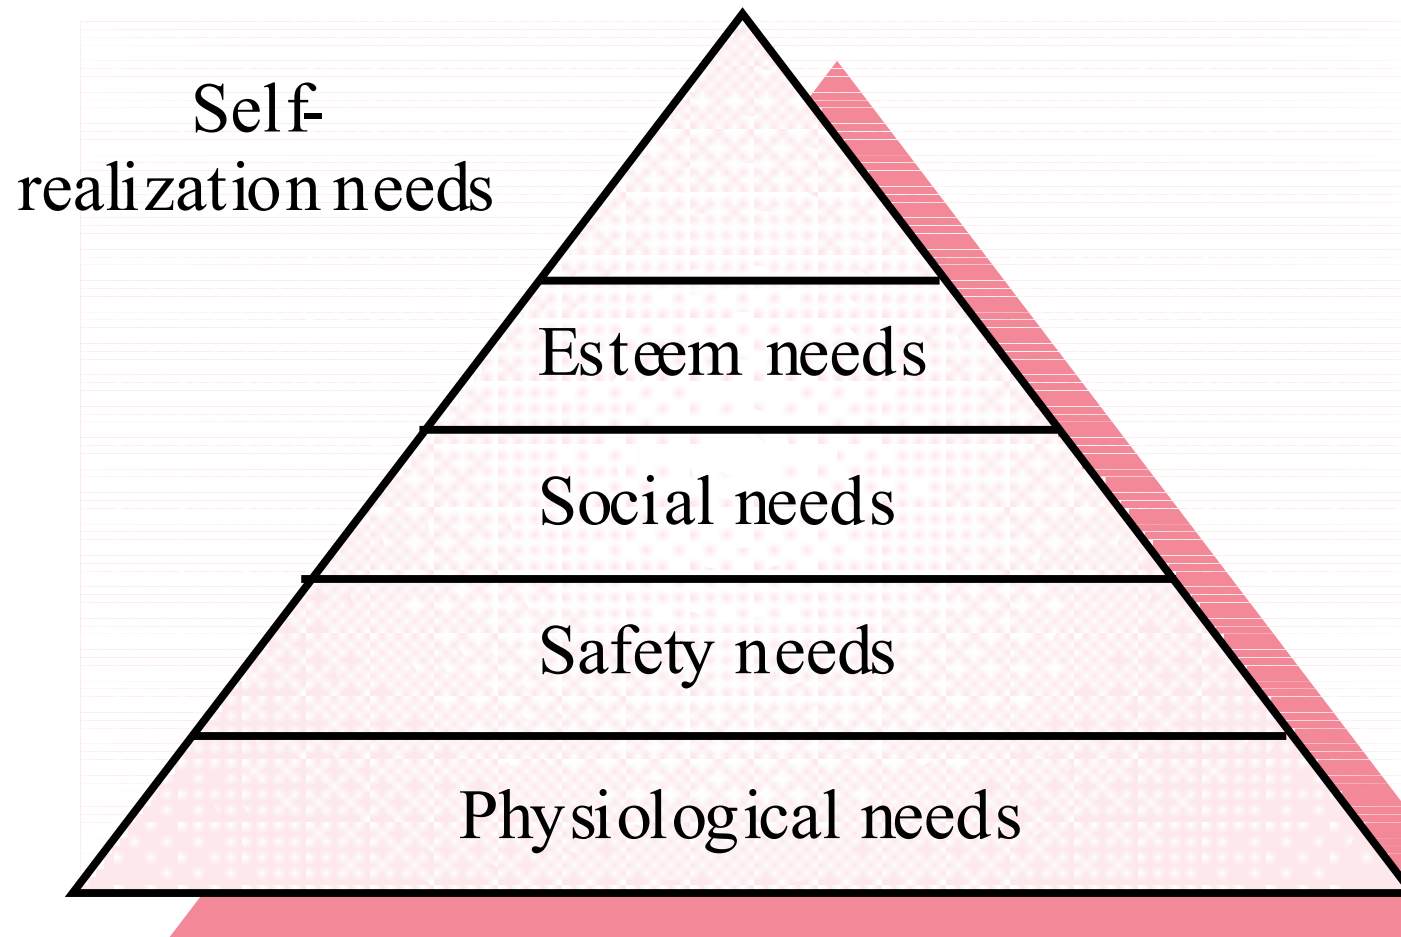 Self-
realization needs
Esteem needs
Social needs
Safety needs
Physiological needs